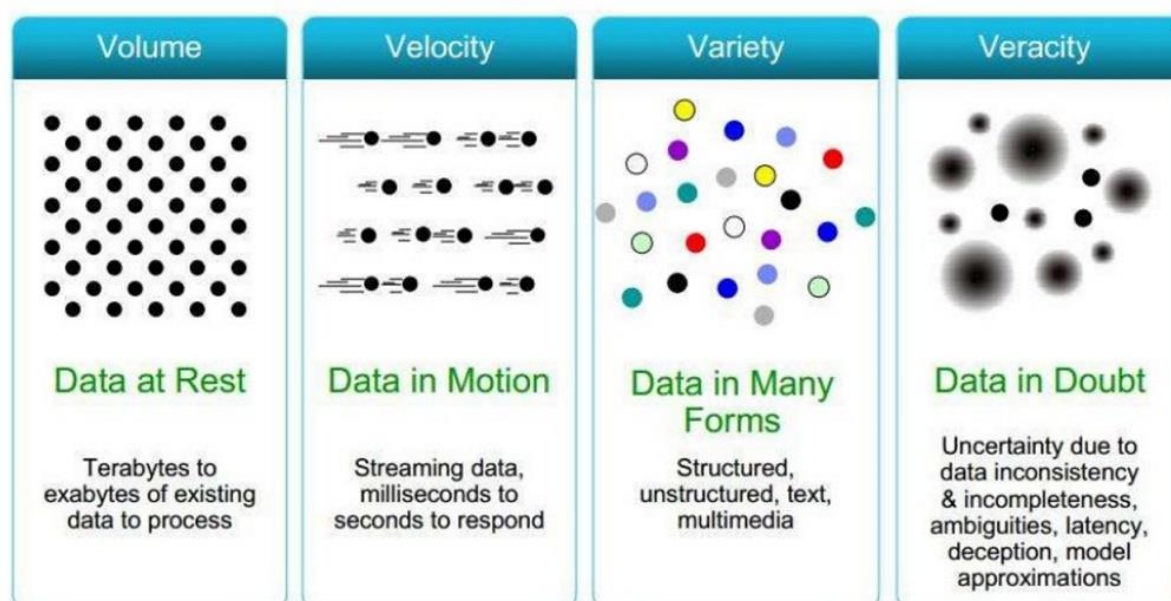 Volume
Data at Rest
Terabytes to
exabytes of existing
data to process
Velocity
Data in Motion
Streaming data,
milliseconds to
seconds to respond
Variety
Data in Many
Forms
Structured,
unstructured, text,
multimedia
Veracity
Data in Doubt
Uncertainty due to
data inconsistency
& incompleteness,
ambiguities, latency,
deception, model
approximations